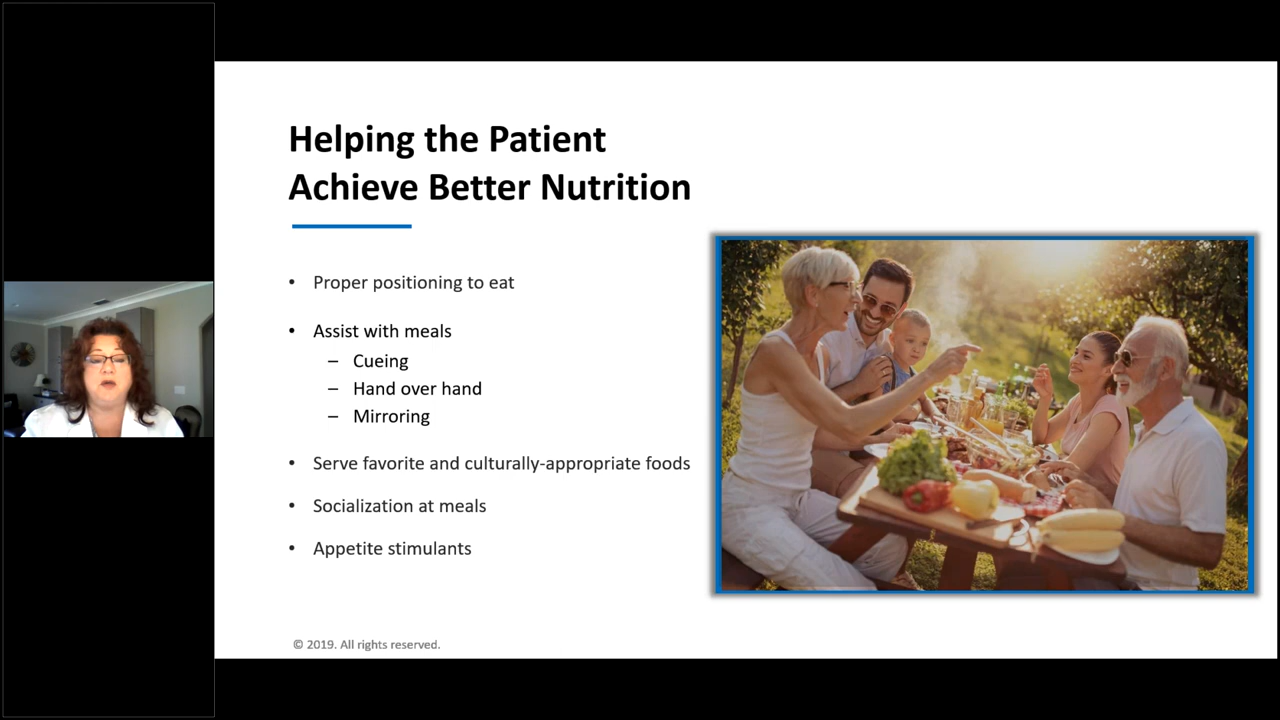 Helping the Patient
Achieve Better Nutrition
• Proper positioning to eat
• Assist with meals
– Cueing
– Hand over hand
– Mirroring
• Serve favorite and culturally-appropriate foods
• Socialization at meals
• Appetite stimulants
© 2019. All rights reserved.